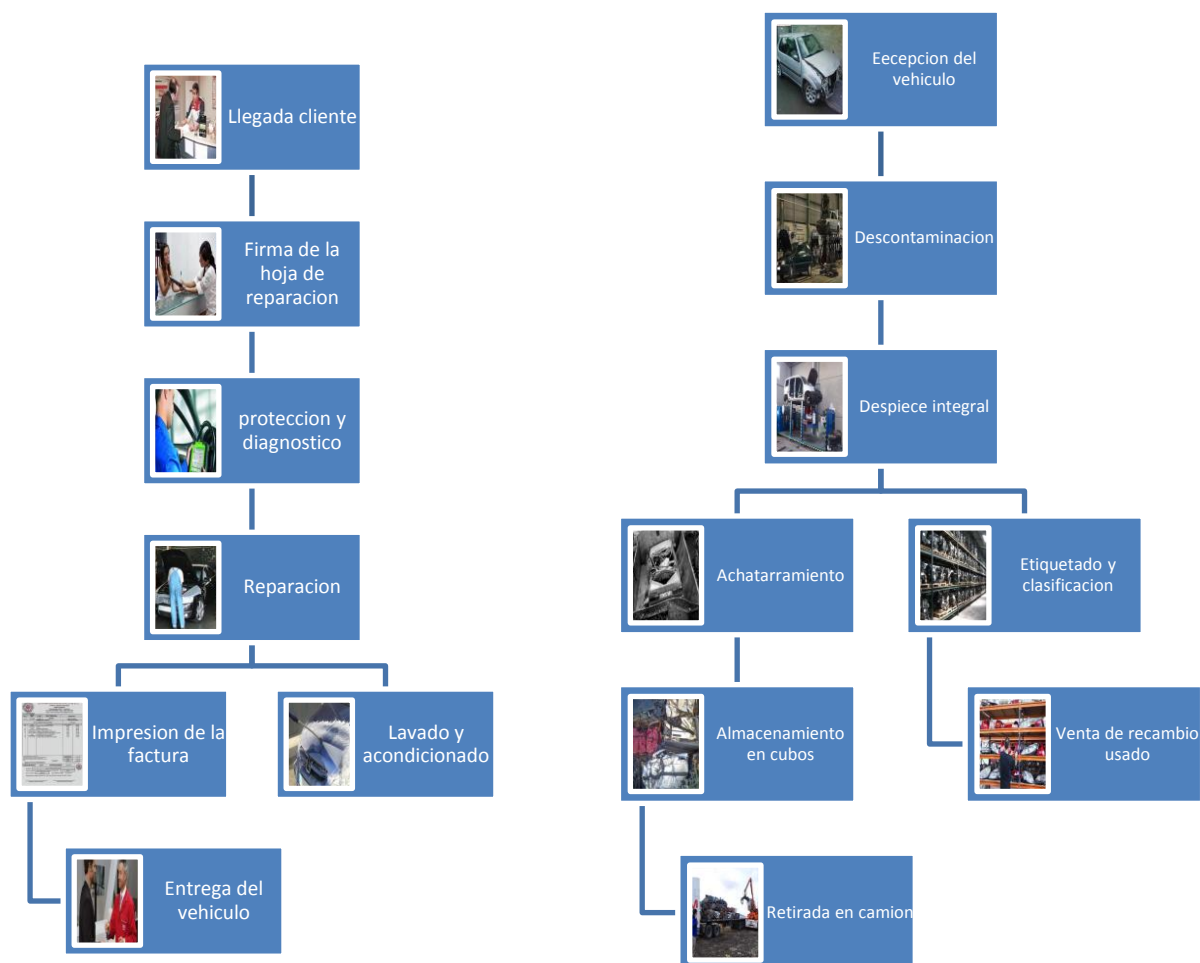 Llegada cliente
Firma de la
hoja de
reparacion
proteccion y
diagnostico
Reparacion
Impresion de la
factura
Lavado y
acondicionado
Entrega del
vehiculo
Eecepcion del
vehiculo
Descontaminacion
Despiece integral
Achatarramiento
Etiquetado y
clasificacion
Almacenamiento
en cubos
Venta de recambio
usado
Retirada en camion